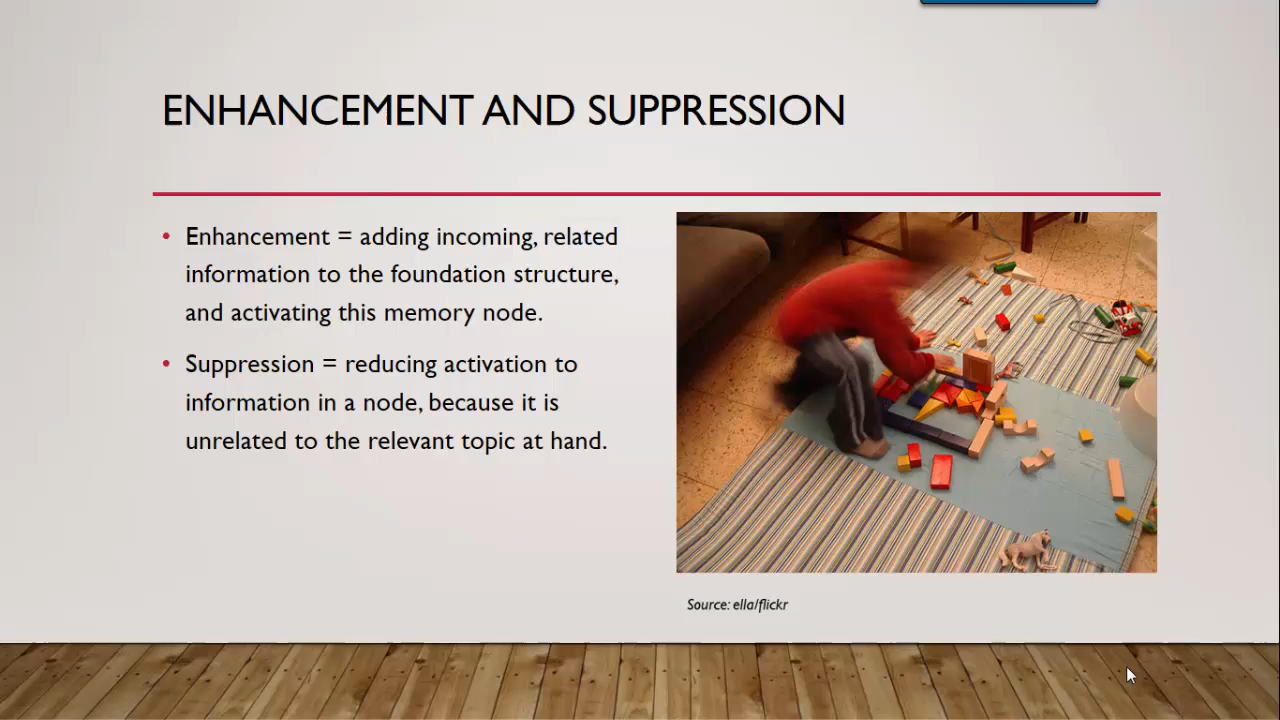 ENHANCEMENT AND SUPPRESSION
• Enhancement = adding incoming, related
information to the foundation structure,
and activating this memory node.
• Suppression = reducing activation to
information in a node, because it is
unrelated to the relevant topic at hand.
Source: ella/flickr